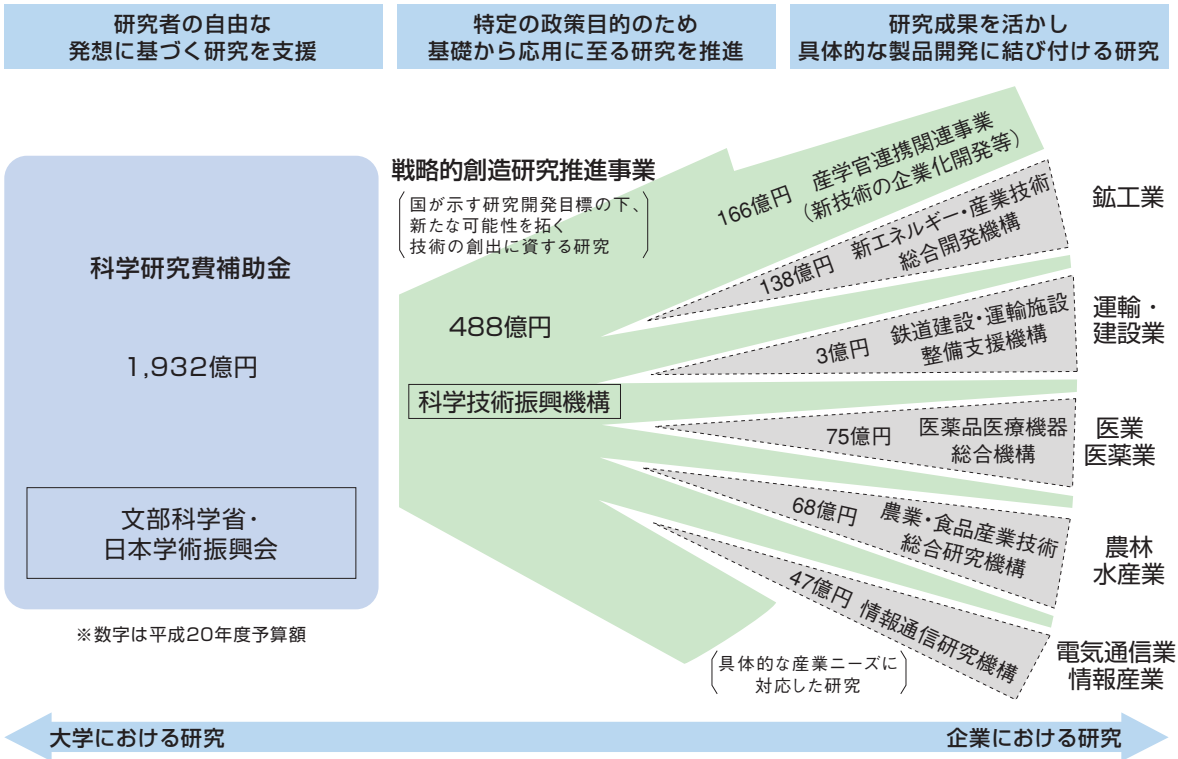 研究者の自由な
発想に基づく研究を支援
特定の政策目的のため
基礎から応用に至る研究を推進
研究成果を活かし
具体的な製品開発に結び付ける研究
科学研究費補助金
1,932億円
文部科学省・
日本学術振興会
※数字は平成20年度予算額
戦略的創造研究推進事業
（国が示す研究開発目標の下、
新たな可能性を拓く
技術の創出に資する研究）
488億円
科学技術振興機構
166億円 産学官連携関連事業
（新技術の企業化開発等）
138億円 新エネルギー・産業技術
総合開発機構
鉱工業
3億円 鉄道建設・運輸施設
整備支援機構
運輸・
建設業
75億円 医薬品医療機器
総合機構
医業
医薬業
68億円 農業・食品産業技術
総合研究機構
農林
水産業
47億円 情報通信研究機構
電気通信業
情報産業
（具体的な産業ニーズに
対応した研究）
大学における研究
企業における研究